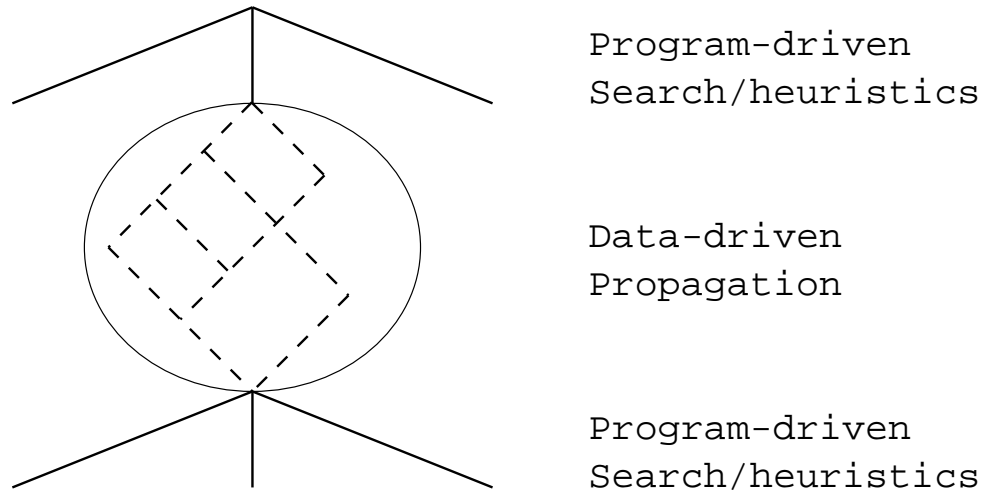 Program-driven
Search/heuristics
Data-driven
Propagation
Program-driven
Search/heuristics